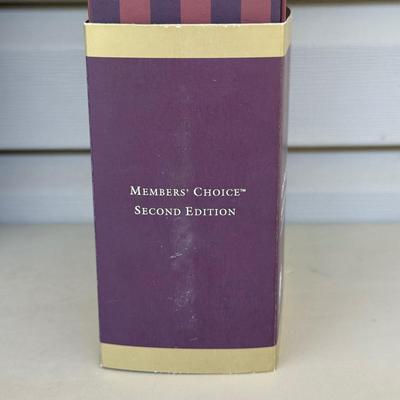 MEMBERS' CHOICE™
SECOND EDITION